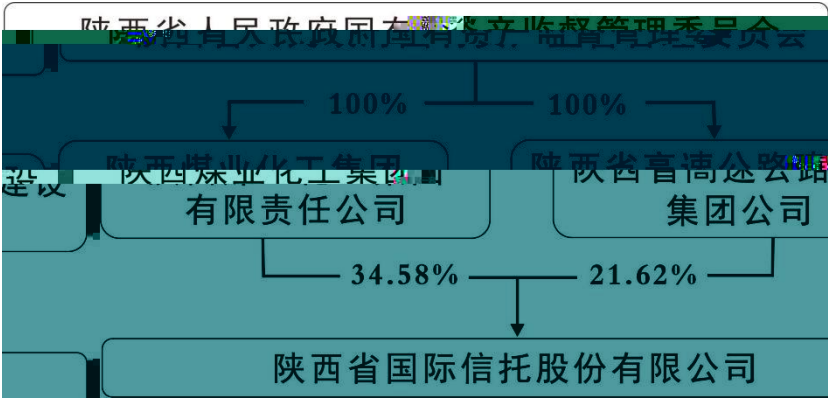 陕西省人民政府国有资产监督管理委员会
100%
100%
陕西煤业化工集团
有限责任公司
陕西省高速公路
集团公司
建设
34.58%
21.62%
陕西省国际信托股份有限公司